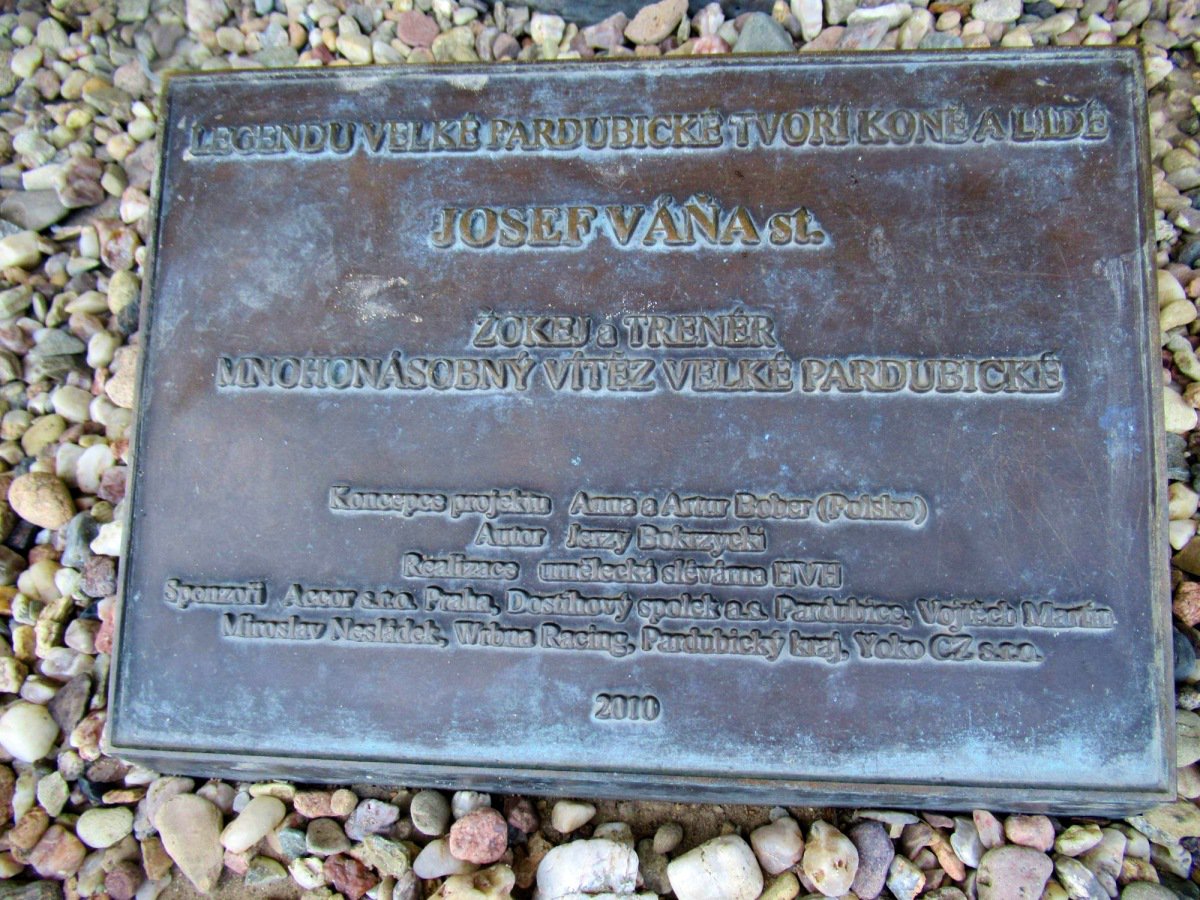 LEGENDU VELKÉ PARDUBICKÉ TVOŘÍ KONĚ A LIDÉ
JOSEF VÁŇA st.
ŽOKEJ a TRENÉR
MNOHONÁSOBNÝ VÍTĚZ VELKÉ PARDUBICKÉ
Koncepce projektu Anna a Artur Bober (Polsko)
Autor Jerzy Bokrzycki
Realizace umělecká slévárna HVH
Sponzoři Accor s.r.o. Praha, Dostihový spolek a.s. Pardubice, Vojtěch Martin
Miroslav Nesládek, Wrbna Racing, Pardubický kraj, Yoko CZ s.r.o.
2010